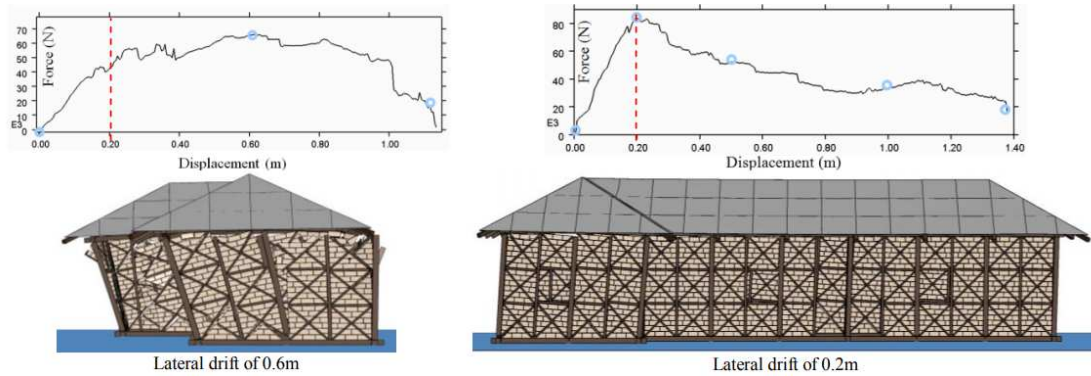 70
60
50
40
30
20
10
0
E3
Force (N)
0.00 0.20 0.40 0.60 0.80 1.00
Displacement (m)
Lateral drift of 0.6m
80
60
40
20
0
E3
Force (N)
0.00 0.20 0.40 0.60 0.80 1.00 1.20 1.40
Displacement (m)
Lateral drift of 0.2m